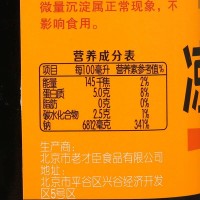 微量沉淀属正常现象，不
影响食用。
营养成分表
项目 每100毫升 营养素参考值%
能量 145千焦 2%
蛋白质 5.0克 8%
脂肪 0克 0%
碳水化合物 2.5克 1%
钠 6812毫克 341%
生产商：
北京市老才臣食品有限公司
地址：
北京市平谷区兴谷经济开发
区5号区